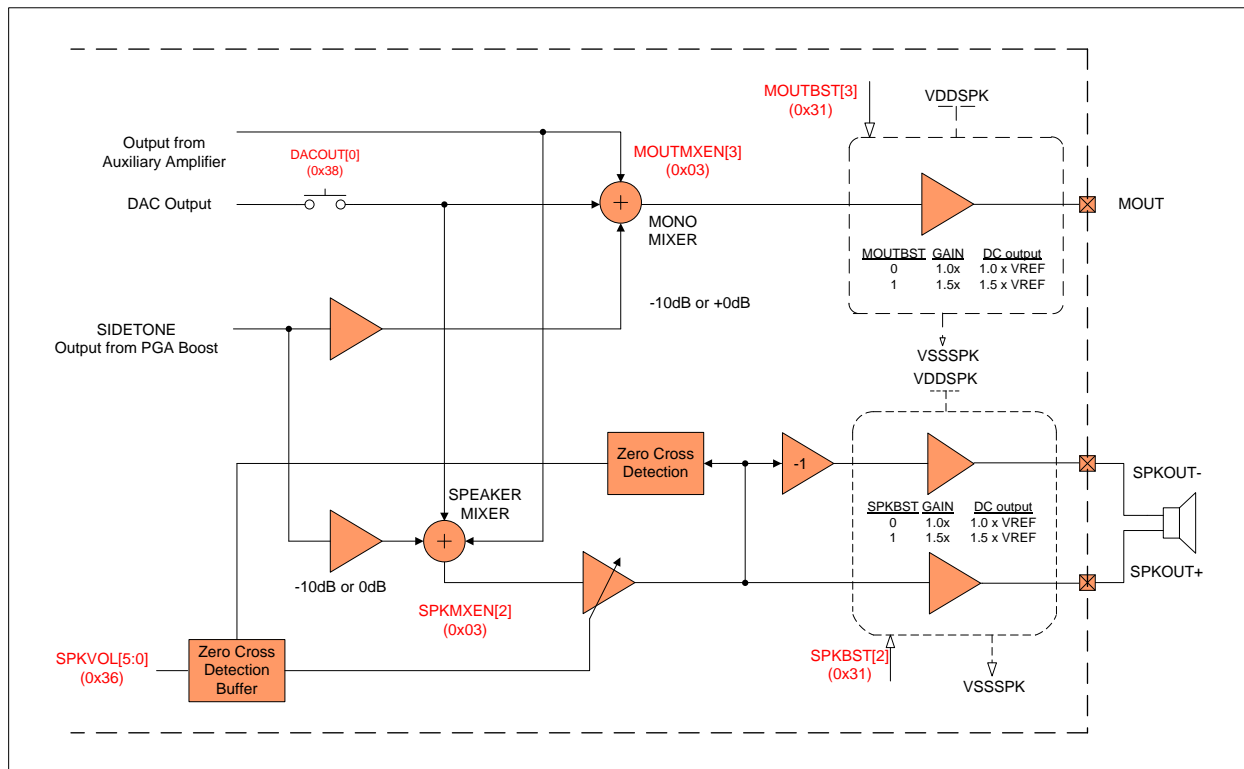 MOUTBST[3]
(0x31)
VDDSPK
Output from
Auxiliary Amplifier
DACOUT[0]
(0x38)
MOUTMXEN[3]
(0x03)
DAC Output
+
MONO
MIXER
MOUT
MOUTBST GAIN DC output
0 1.0x 1.0 x VREF
1 1.5x 1.5 x VREF
-10dB or +0dB
SIDETONE
Output from PGA Boost
VSSSPK
VDDSPK
Zero Cross
Detection
-1
SPKOUT-
SPEAKER
MIXER
SPKBST GAIN DC output
0 1.0x 1.0 x VREF
1 1.5x 1.5 x VREF
+
-10dB or 0dB
SPKOUT+
SPKMXEN[2]
(0x03)
SPKVOL[5:0]
(0x36)
Zero Cross
Detection
Buffer
SPKBST[2]
(0x31)
VSSSPK